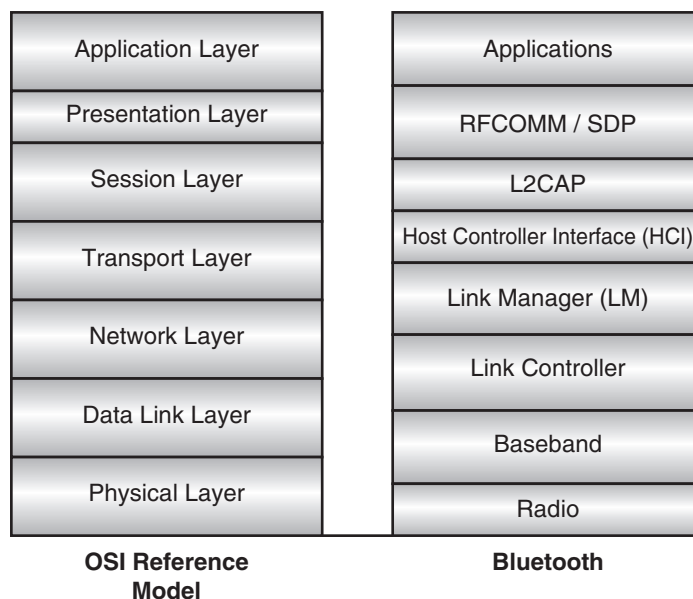 Application Layer
Presentation Layer
Session Layer
Transport Layer
Network Layer
Data Link Layer
Physical Layer
OSI Reference
Model
Applications
RFCOMM / SDP
L2CAP
Host Controller Interface (HCI)
Link Manager (LM)
Link Controller
Baseband
Radio
Bluetooth